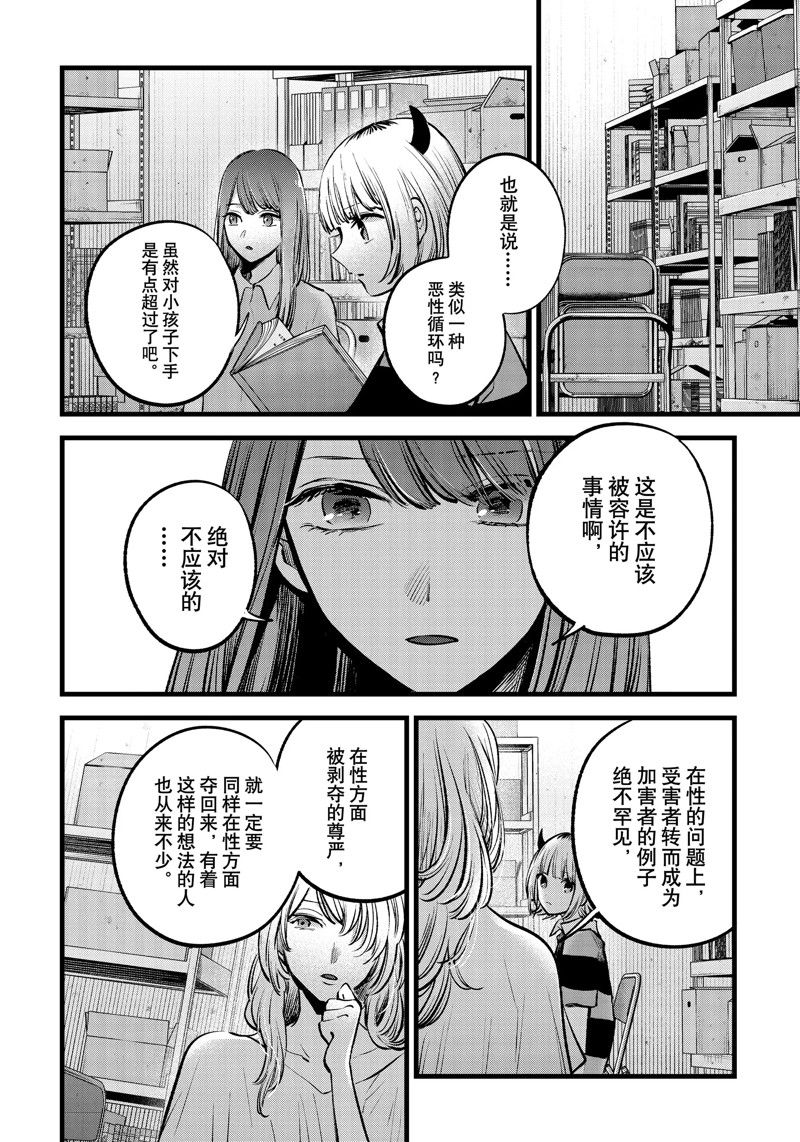 也就是说……
类似一种
恶性循环吗？
虽然对小孩子下手
是有点超过了吧。
这是不应该
被容许的
事情啊，
绝对
不应该的
……
在性的问题上，
受害者转而成为
加害者的例子
绝不罕见，
在性方面
被剥夺的尊严，
就一定要
同样在性方面
夺回来，有着
这样的想法的人
也从来不少。